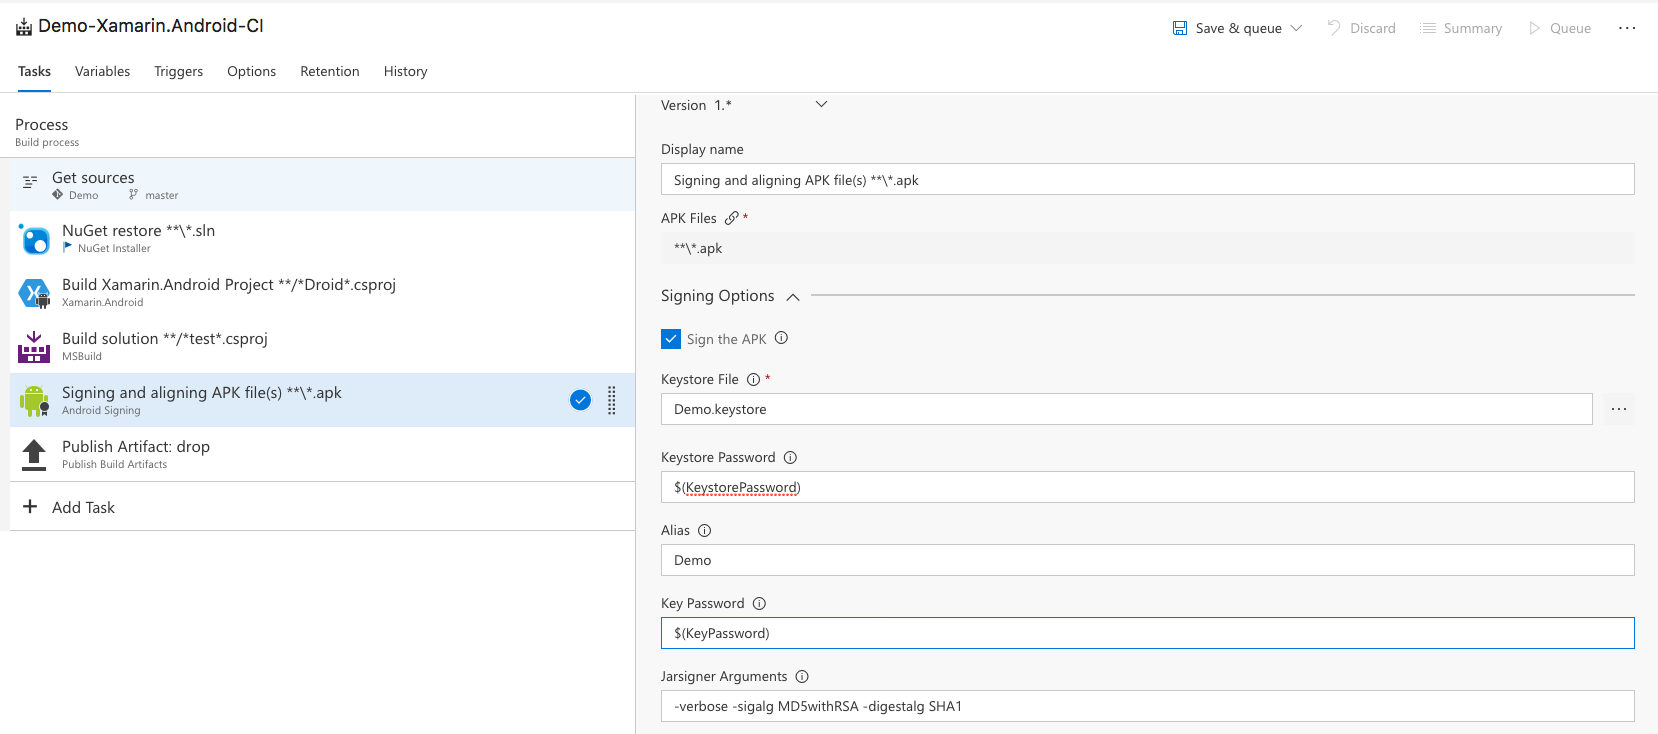 Demo-Xamarin.Android-CI
Save & queue
Discard
Summary
Queue
Tasks
Variables
Triggers
Options
Retention
History
Process
Build process
Get sources
Demo
master
NuGet restore **\*.sln
NuGet Installer
Build Xamarin.Android Project **/*Droid*.csproj
Xamarin.Android
Build solution **/*test*.csproj
MSBuild
Signing and aligning APK file(s) **\*.apk
Android Signing
Publish Artifact: drop
Publish Build Artifacts
Add Task
Version 1.*
Display name
Signing and aligning APK file(s) **\*.apk
APK Files *
**\*.apk
Signing Options
Sign the APK
Keystore File *
Demo.keystore
Keystore Password
$(KeystorePassword)
Alias
Demo
Key Password
$(KeyPassword)
Jarsigner Arguments
-verbose -sigalg MD5withRSA -digestalg SHA1